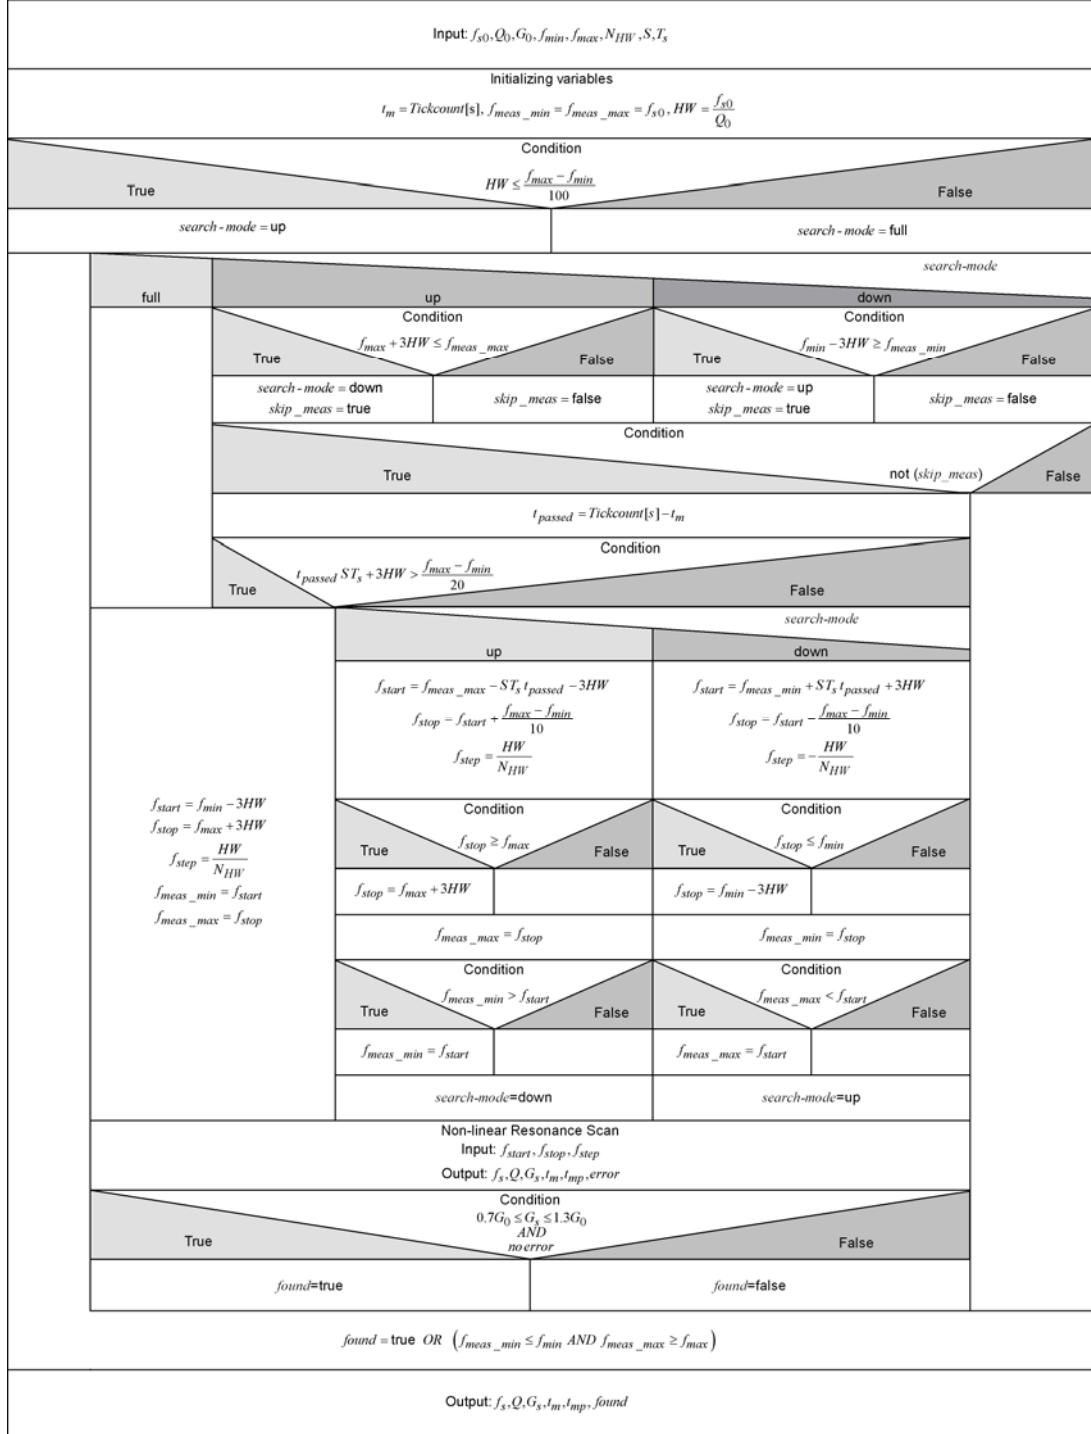 Input: f_s0, Q_0, G_0, f_min, f_max, N_HW, S, T_s
Initializing variables
t_m = Tickcount[s], f_meas_min = f_meas_max = f_s0, HW = f_s0 / Q_0
Condition
HW ≤ (f_max − f_min) / 100
True
False
search-mode = up
search-mode = full
search-mode
full
up
down
Condition
f_max + 3HW ≤ f_meas_max
True
False
Condition
f_min − 3HW ≥ f_meas_min
True
False
search-mode = down
skip_meas = true
skip_meas = false
search-mode = up
skip_meas = true
skip_meas = false
Condition
True
not (skip_meas)
False
t_passed = Tickcount[s] − t_m
Condition
t_passed ST_s + 3HW > (f_max − f_min) / 20
True
False
search-mode
up
down
f_start = f_meas_max − ST_s t_passed − 3HW
f_stop = f_start + (f_max − f_min) / 10
f_step = HW / N_HW
f_start = f_meas_min + ST_s t_passed + 3HW
f_stop = f_start − (f_max − f_min) / 10
f_step = − HW / N_HW
f_start = f_min − 3HW
f_stop = f_max + 3HW
f_step = HW / N_HW
f_meas_min = f_start
f_meas_max = f_stop
Condition
f_stop ≥ f_max
True
False
Condition
f_stop ≤ f_min
True
False
f_stop = f_max + 3HW
f_stop = f_min − 3HW
f_meas_max = f_stop
f_meas_min = f_stop
Condition
f_meas_min > f_start
True
False
Condition
f_meas_max < f_start
True
False
f_meas_min = f_start
f_meas_max = f_start
search-mode=down
search-mode=up
Non-linear Resonance Scan
Input: f_start, f_stop, f_step
Output: f_s, Q, G_s, t_m, t_mp, error
Condition
0.7G_0 ≤ G_s ≤ 1.3G_0
AND
no error
True
False
found=true
found=false
found = true OR (f_meas_min ≤ f_min AND f_meas_max ≥ f_max)
Output: f_s, Q, G_s, t_m, t_mp, found